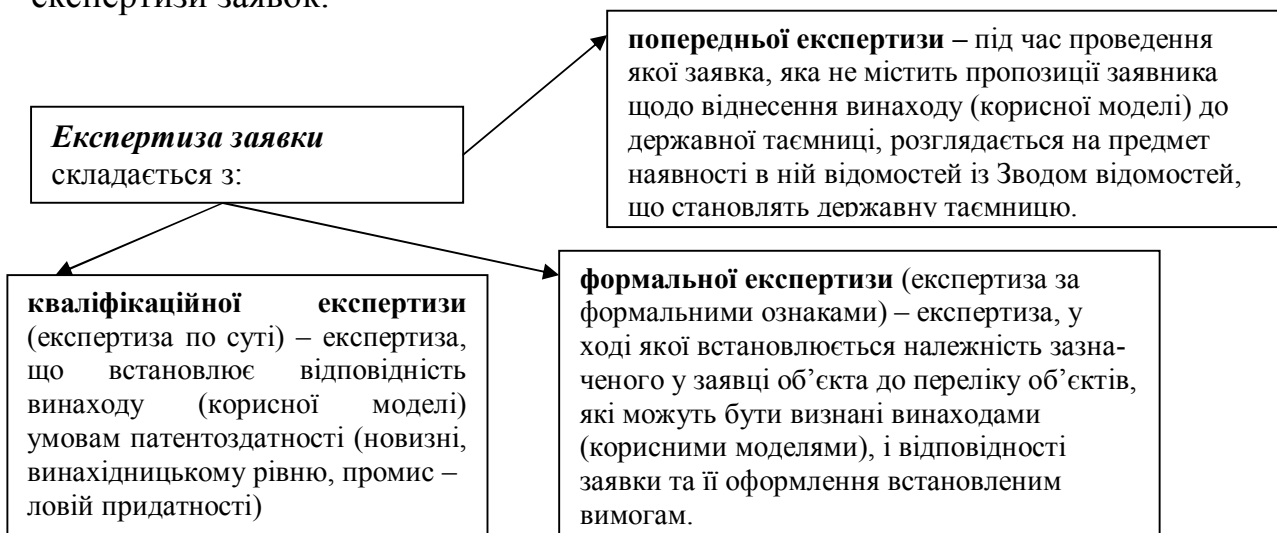 експертизи заявок.
попередньої експертизи – під час проведення
якої заявка, яка не містить пропозиції заявника
щодо віднесення винаходу (корисної моделі) до
державної таємниці, розглядається на предмет
наявності в ній відомостей із Зводом відомостей,
що становлять державну таємницю.
Експертиза заявки
складається з:
кваліфікаційної експертизи
(експертиза по суті) – експертиза,
що встановлює відповідність
винаходу (корисної моделі)
умовам патентоздатності (новизні,
винахідницькому рівню, промис –
ловій придатності)
формальної експертизи (експертиза за
формальними ознаками) – експертиза, у
ході якої встановлюється належність зазна-
ченого у заявці об’єкта до переліку об’єктів,
які можуть бути визнані винаходами
(корисними моделями), і відповідності
заявки та її оформлення встановленим
вимогам.